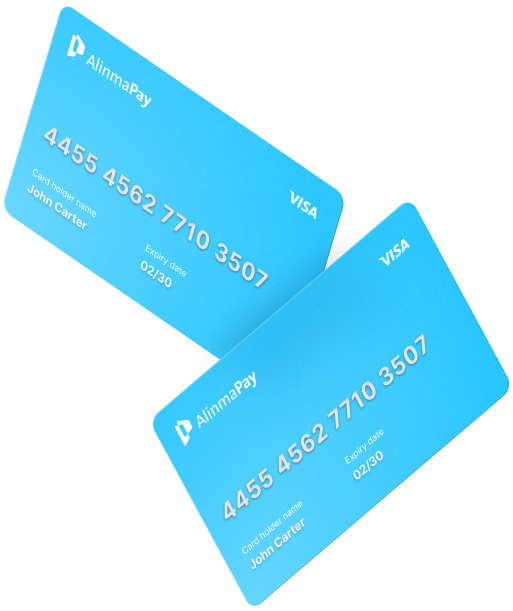 AlinmaPay
4455 4562 7710 3507
Card holder name
John Carter
Expiry date
02/30
VISA
VISA
AlinmaPay
4455 4562 7710 3507
Expiry date
02/30
Card holder name
John Carter